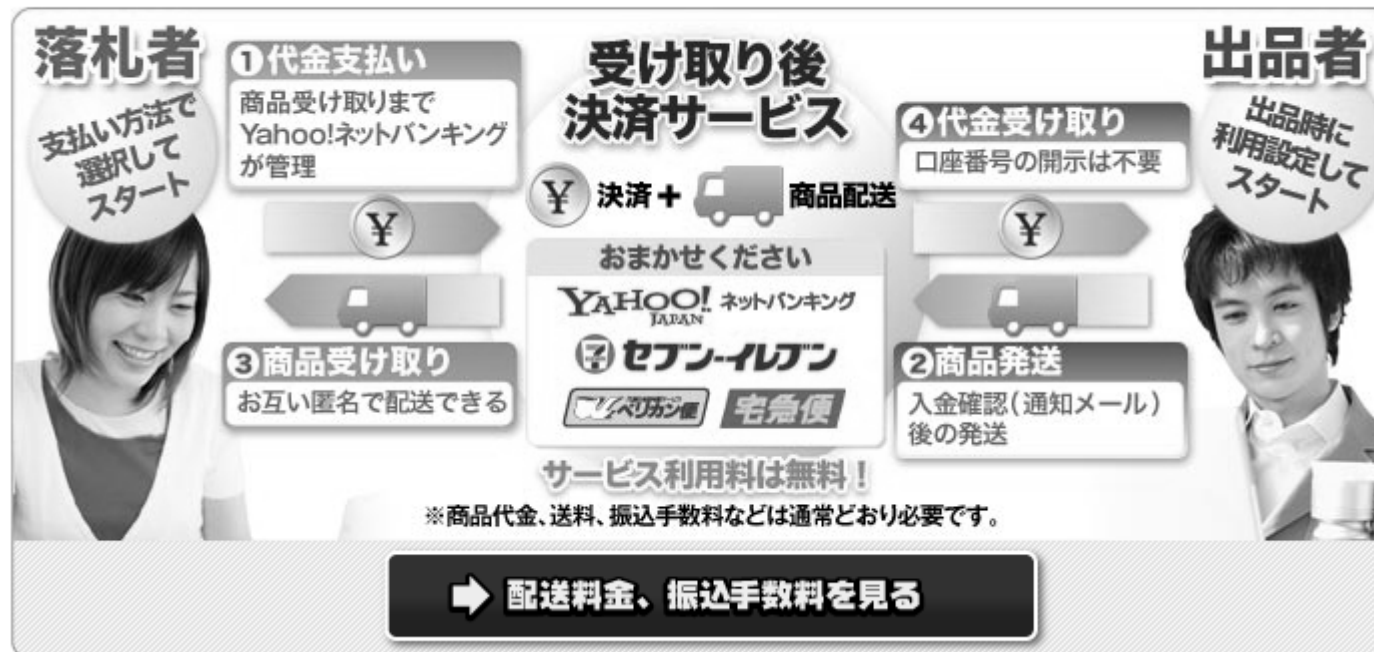 落札者
支払い方法で
選択して
スタート
①代金支払い
商品受け取りまで
Yahoo!ネットバンキング
が管理
¥
③商品受け取り
お互い匿名で配送できる
受け取り後
決済サービス
¥ 決済+ 商品配送
おまかせください
YAHOO! ネットバンキング
JAPAN
7 セブン-イレブン
ペリカン便 宅急便
サービス利用料は無料!
※商品代金、送料、振込手数料などは通常どおり必要です。
出品者
出品時に
利用設定して
スタート
④代金受け取り
口座番号の開示は不要
¥
②商品発送
入金確認(通知メール)
後の発送
配送料金、振込手数料を見る